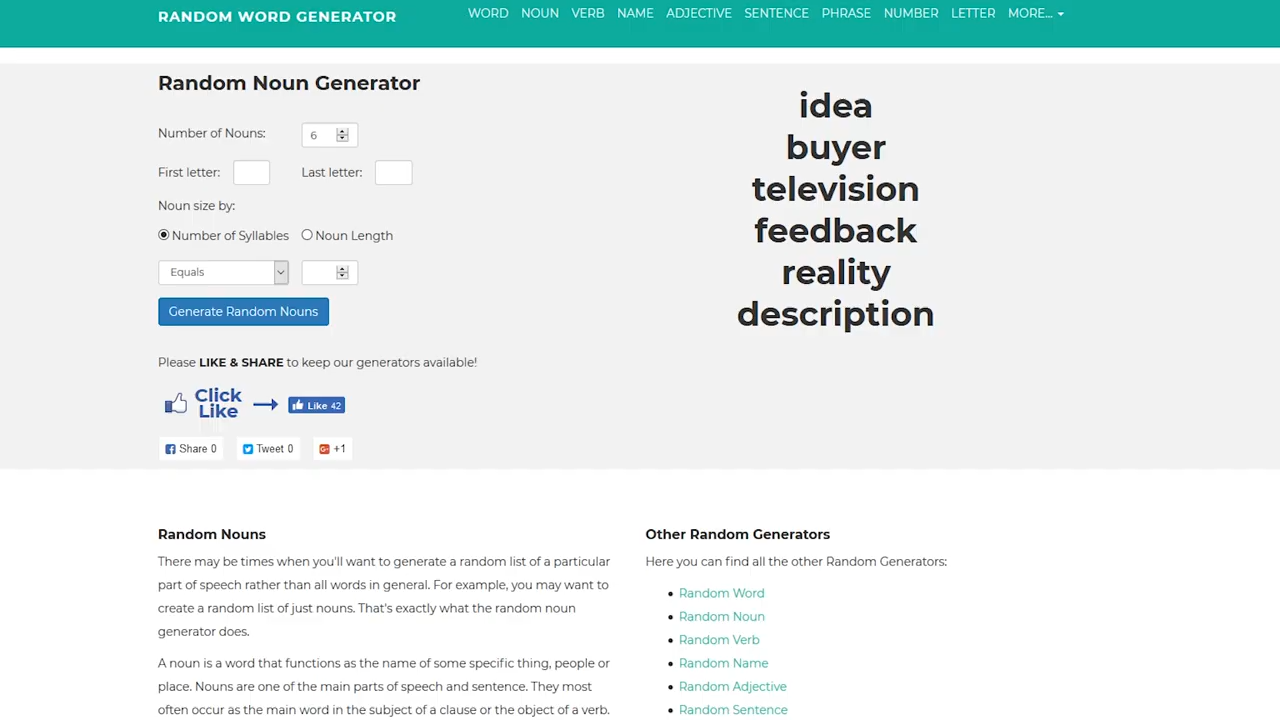 RANDOM WORD GENERATOR
WORD NOUN VERB NAME ADJECTIVE SENTENCE PHRASE NUMBER LETTER MORE...
Random Noun Generator
Number of Nouns: 6
First letter: Last letter:
Noun size by:
Number of Syllables Noun Length
Equals
Generate Random Nouns
Please LIKE & SHARE to keep our generators available!
Click
Like
Like 42
Share 0 Tweet 0 G+ +1
idea
buyer
television
feedback
reality
description
Random Nouns
There may be times when you'll want to generate a random list of a particular
part of speech rather than all words in general. For example, you may want to
create a random list of just nouns. That's exactly what the random noun
generator does.
A noun is a word that functions as the name of some specific thing, people or
place. Nouns are one of the main parts of speech and sentence. They most
often occur as the main word in the subject of a clause or the object of a verb.
Other Random Generators
Here you can find all the other Random Generators:
Random Word
Random Noun
Random Verb
Random Name
Random Adjective
Random Sentence